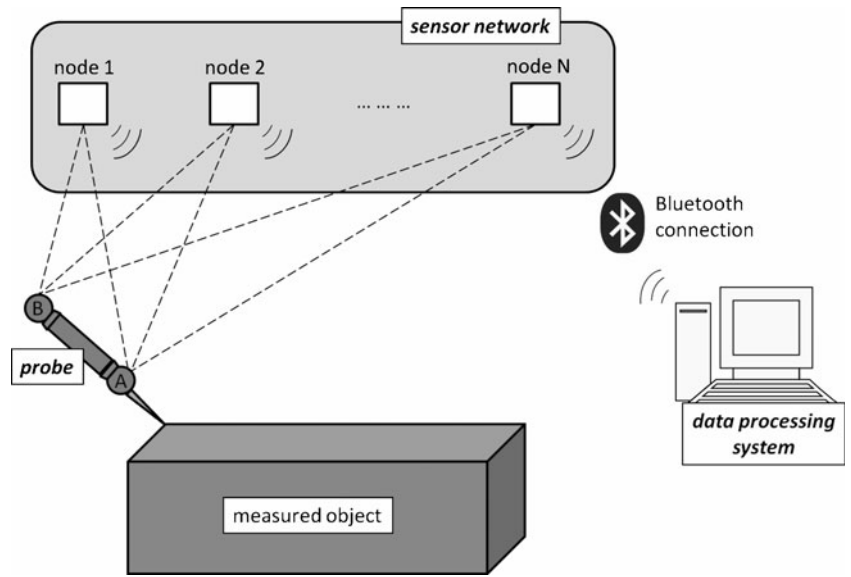 sensor network
node 1
node 2
... ... ...
node N
Bluetooth
connection
B
A
probe
data processing
system
measured object